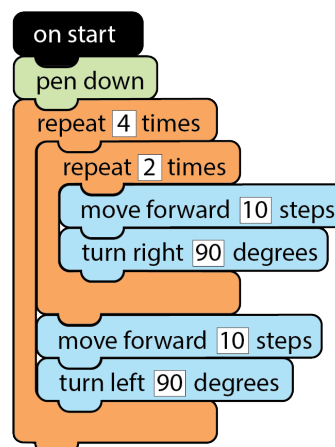 on start
pen down
repeat 4 times
repeat 2 times
move forward 10 steps
turn right 90 degrees
move forward 10 steps
turn left 90 degrees